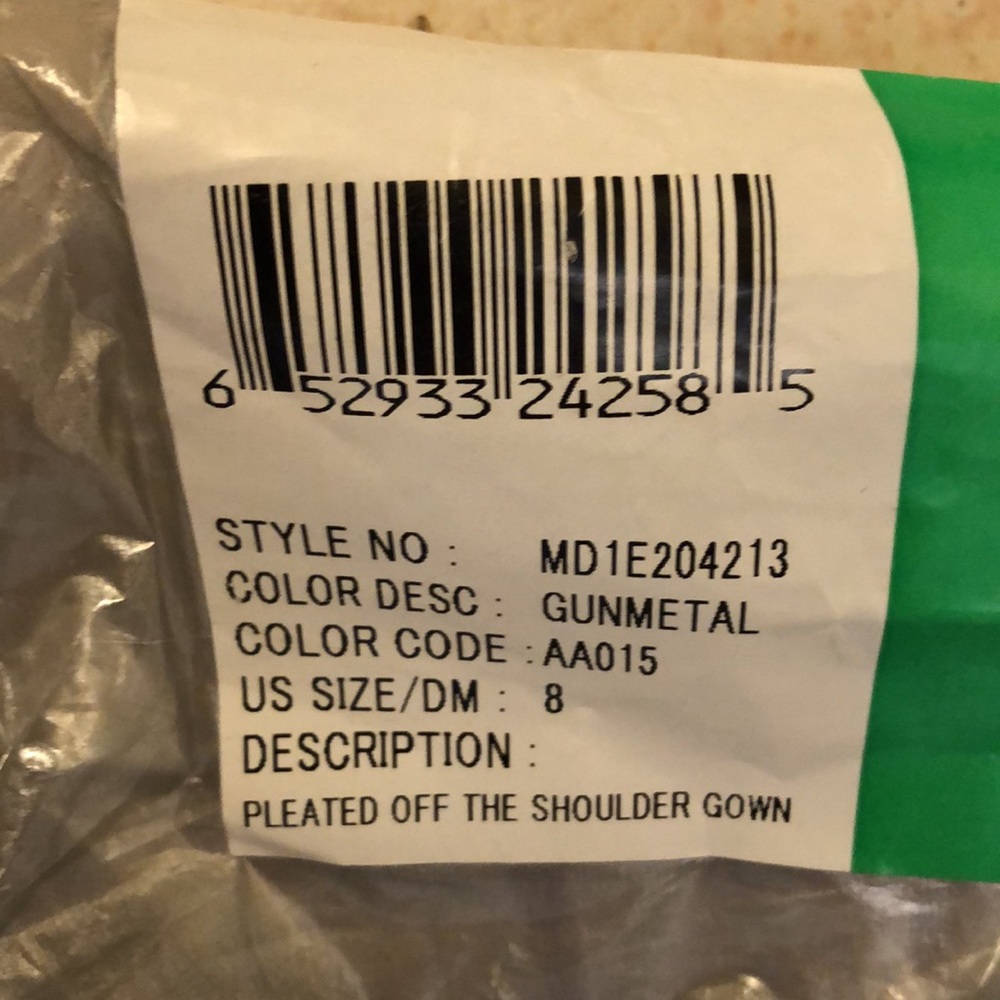 6 52933 24258 5
STYLE NO : MD1E204213
COLOR DESC : GUNMETAL
COLOR CODE : AA015
US SIZE/DM : 8
DESCRIPTION :
PLEATED OFF THE SHOULDER GOWN